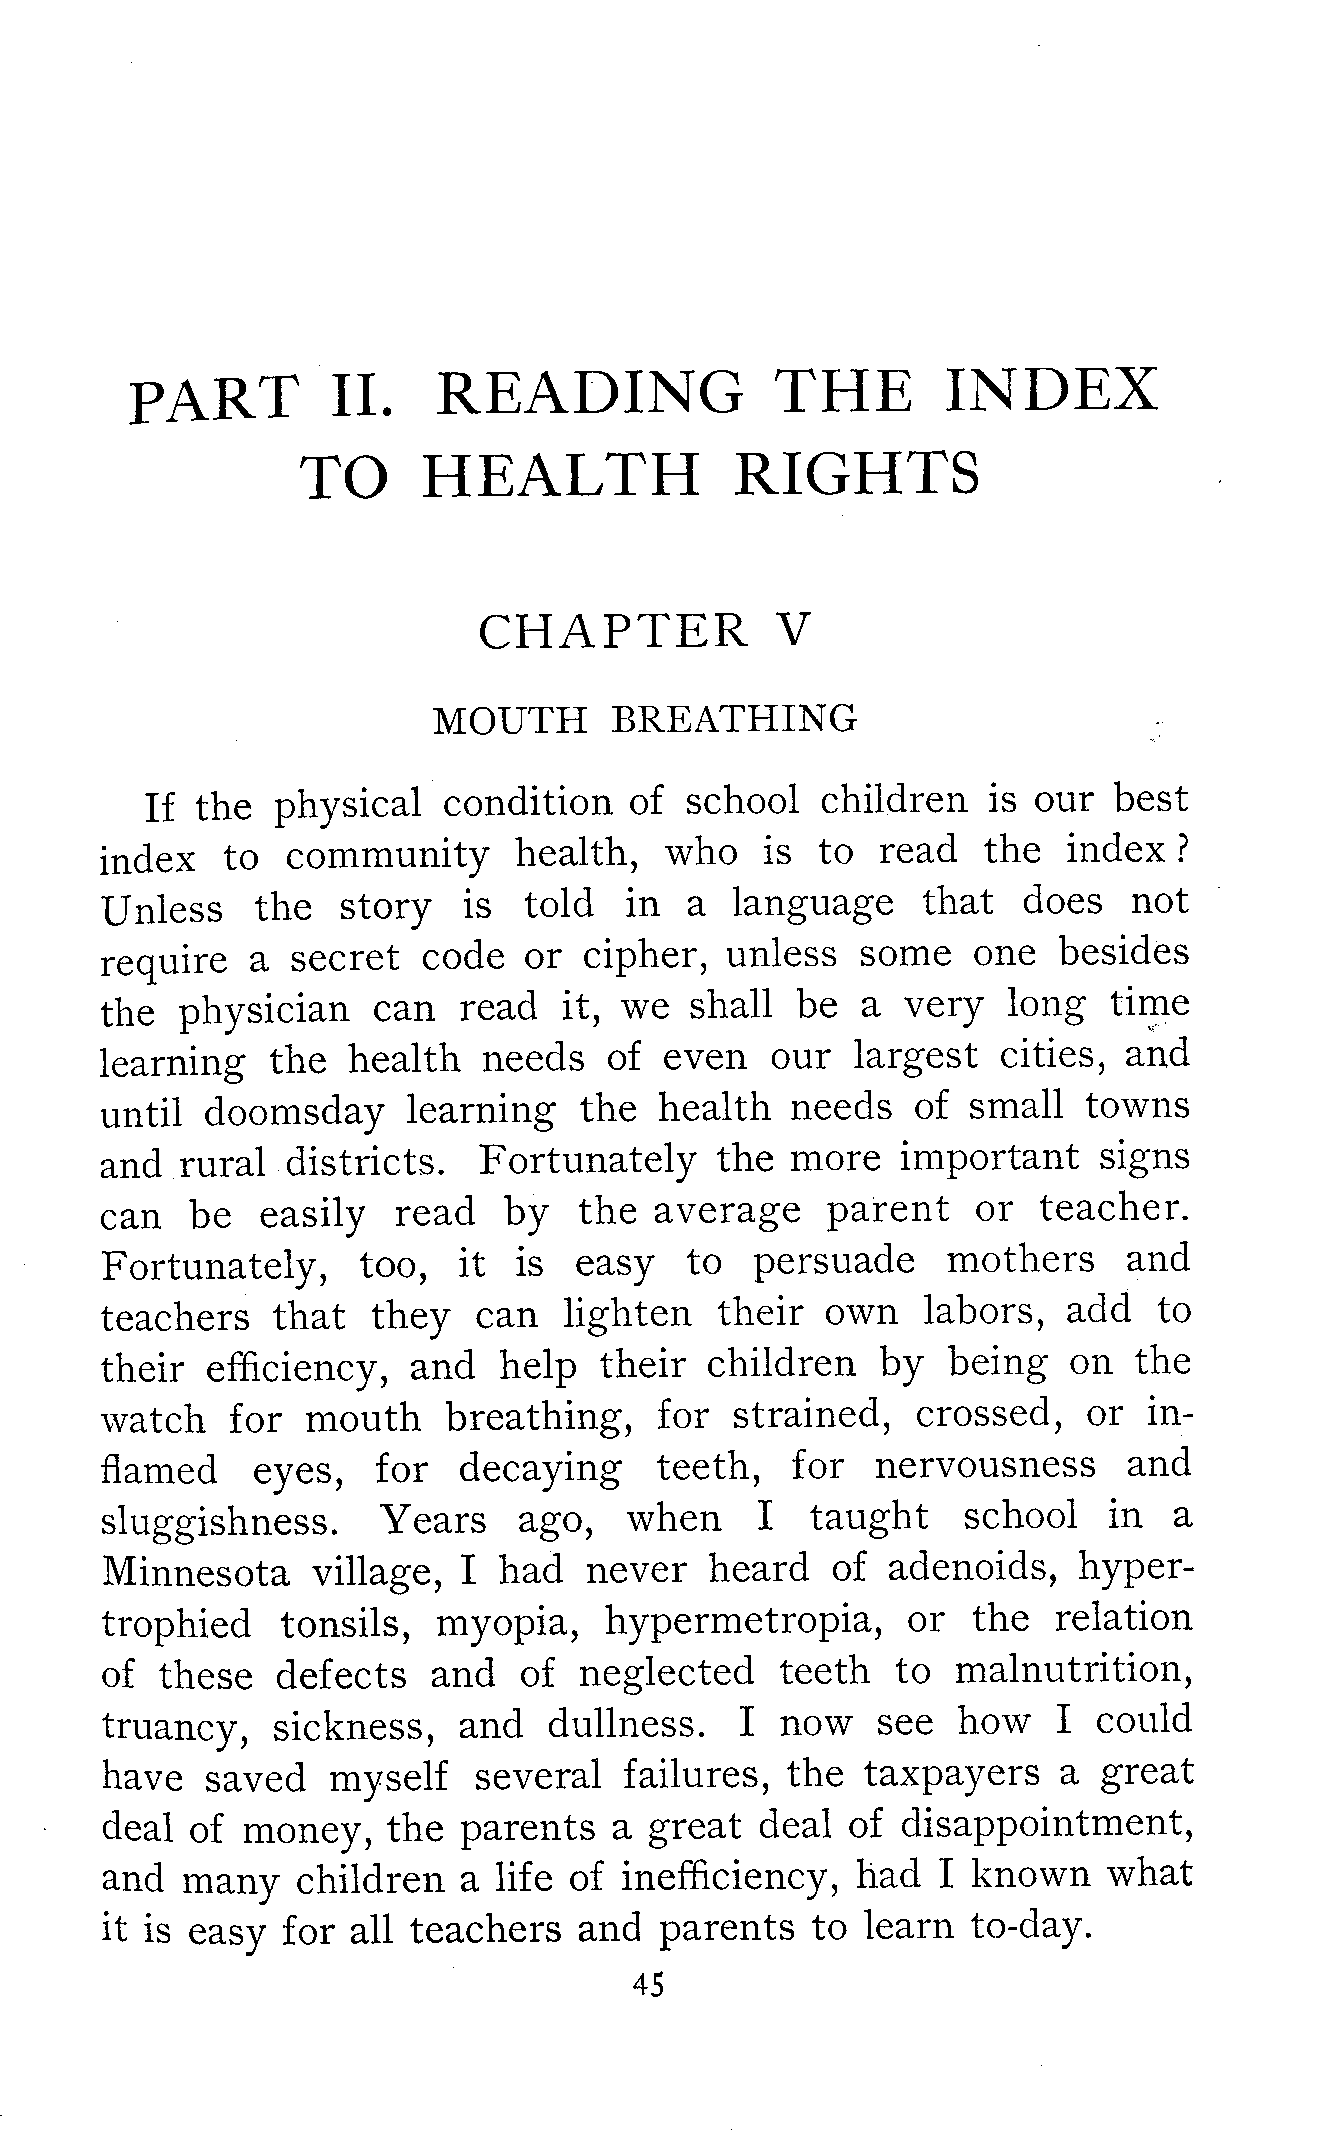 PART II. READING THE INDEX
TO HEALTH RIGHTS
CHAPTER V
MOUTH BREATHING
If the physical condition of school children is our best
index to community health, who is to read the index?
Unless the story is told in a language that does not
require a secret code or cipher, unless some one besides
the physician can read it, we shall be a very long time
learning the health needs of even our largest cities, and
until doomsday learning the health needs of small towns
and rural districts. Fortunately the more important signs
can be easily read by the average parent or teacher.
Fortunately, too, it is easy to persuade mothers and
teachers that they can lighten their own labors, add to
their efficiency, and help their children by being on the
watch for mouth breathing, for strained, crossed, or in-
flamed eyes, for decaying teeth, for nervousness and
sluggishness. Years ago, when I taught school in a
Minnesota village, I had never heard of adenoids, hyper-
trophied tonsils, myopia, hypermetropia, or the relation
of these defects and of neglected teeth to malnutrition,
truancy, sickness, and dullness. I now see how I could
have saved myself several failures, the taxpayers a great
deal of money, the parents a great deal of disappointment,
and many children a life of inefficiency, had I known what
it is easy for all teachers and parents to learn to-day.
45